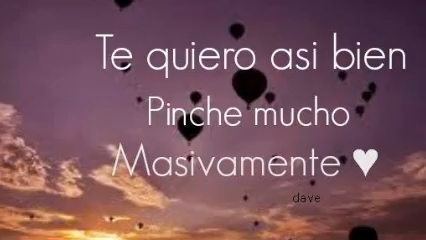 Te quiero asi bien
Pinche mucho
Masivamente ♥
dave